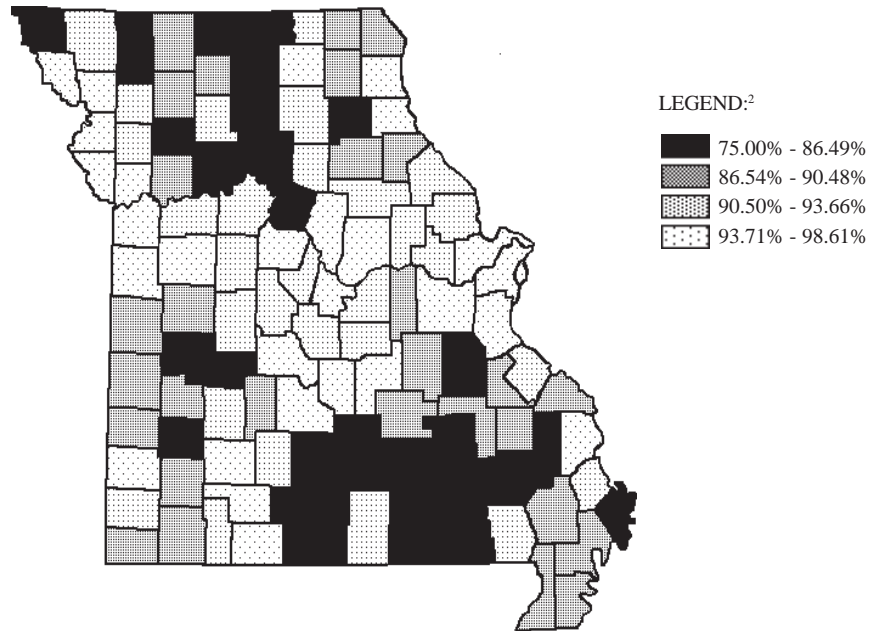 LEGEND:²
75.00% - 86.49%
86.54% - 90.48%
90.50% - 93.66%
93.71% - 98.61%